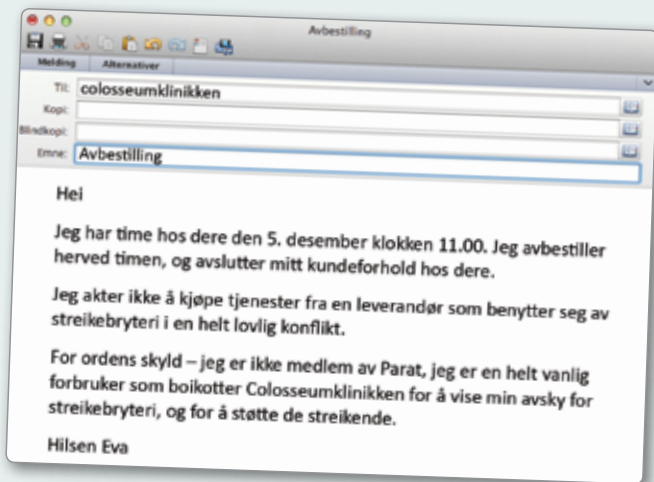 Avbestilling
Melding Alternativer
Til: colosseumklinikken
Kopi:
Blindkopi:
Emne: Avbestilling
Hei
Jeg har time hos dere den 5. desember klokken 11.00. Jeg avbestiller
herved timen, og avslutter mitt kundeforhold hos dere.
Jeg akter ikke å kjøpe tjenester fra en leverandør som benytter seg av
streikebryteri i en helt lovlig konflikt.
For ordens skyld – jeg er ikke medlem av Parat, jeg er en helt vanlig
forbruker som boikotter Colosseumklinikken for å vise min avsky for
streikebryteri, og for å støtte de streikende.
Hilsen Eva